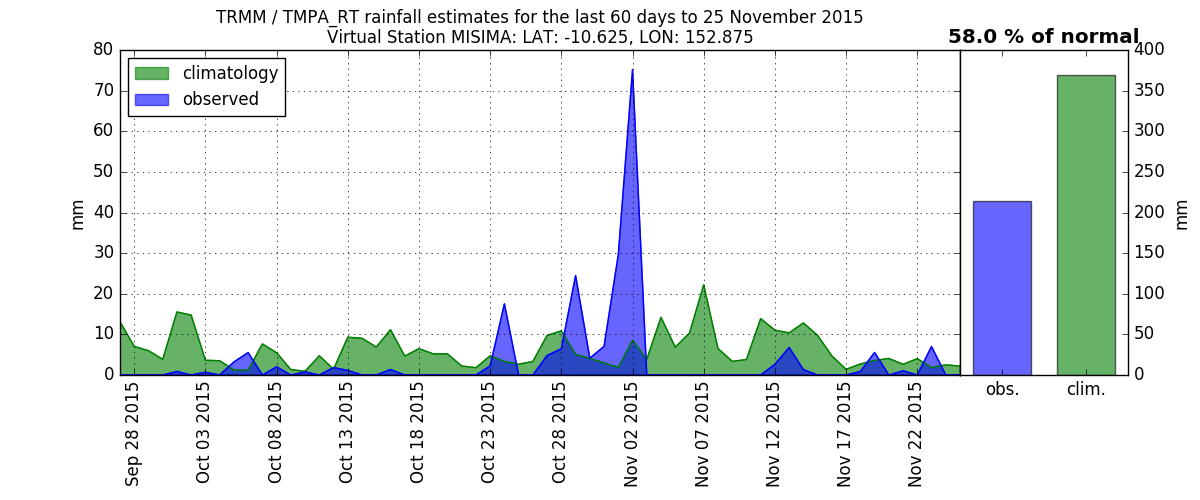 TRMM / TMPA_RT rainfall estimates for the last 60 days to 25 November 2015
Virtual Station MISIMA: LAT: -10.625, LON: 152.875
58.0 % of normal
climatology
observed
80
70
60
50
40
30
20
10
0
mm
400
350
300
250
200
150
100
50
0
mm
Sep 28 2015
Oct 03 2015
Oct 08 2015
Oct 13 2015
Oct 18 2015
Oct 23 2015
Oct 28 2015
Nov 02 2015
Nov 07 2015
Nov 12 2015
Nov 17 2015
Nov 22 2015
obs.
clim.